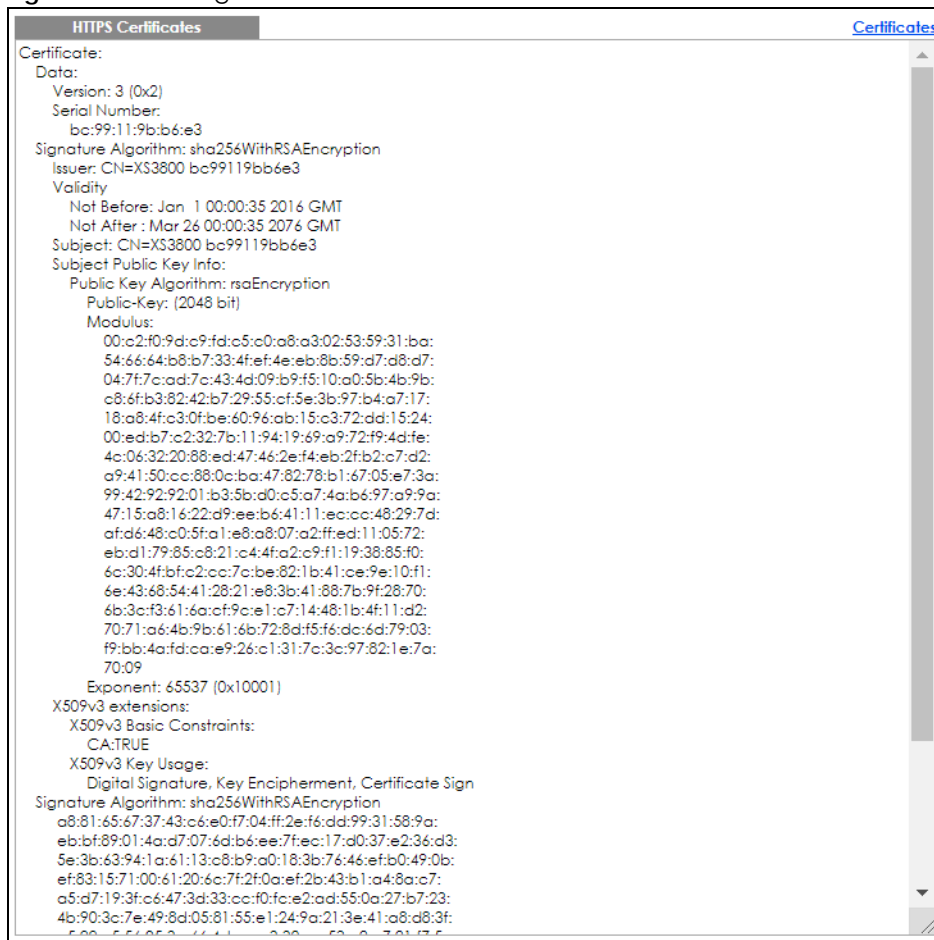 HTTPS Certificates
Certificates
Certificate:
Data:
Version: 3 (0x2)
Serial Number:
bc:99:11:9b:b6:e3
Signature Algorithm: sha256WithRSAEncryption
Issuer: CN=XS3800 bc99119bb6e3
Validity
Not Before: Jan 1 00:00:35 2016 GMT
Not After : Mar 26 00:00:35 2076 GMT
Subject: CN=XS3800 bc99119bb6e3
Subject Public Key Info:
Public Key Algorithm: rsaEncryption
Public-Key: (2048 bit)
Modulus:
00:c2:f0:9d:c9:fd:c5:c0:a8:a3:02:53:59:31:ba:
54:66:64:b8:b7:33:4f:ef:4e:eb:8b:59:d7:d8:d7:
04:7f:7c:ad:7c:43:4d:09:b9:f5:10:a0:5b:4b:9b:
c8:6f:b3:82:42:b7:29:55:cf:5e:3b:97:b4:a7:17:
18:a8:4f:c3:0f:be:60:96:ab:15:c3:72:dd:15:24:
00:ed:b7:c2:32:7b:11:94:19:69:a9:72:f9:4d:fe:
4c:06:32:20:88:ed:47:46:2e:f4:eb:2f:b2:c7:d2:
a9:41:50:cc:88:0c:ba:47:82:78:b1:67:05:e7:3a:
99:42:92:92:01:b3:5b:d0:c5:a7:4a:b6:97:a9:9a:
47:15:a8:16:22:d9:ee:b6:41:11:ec:cc:48:29:7d:
af:d6:48:c0:5f:a1:e8:a8:07:a2:ff:ed:11:05:72:
eb:d1:79:85:c8:21:c4:4f:a2:c9:f1:19:38:85:f0:
6c:30:4f:bf:c2:cc:7c:be:82:1b:41:ce:9e:10:f1:
6e:43:68:54:41:28:21:e8:3b:41:88:7b:9f:28:70:
6b:3c:f3:61:6a:cf:9c:e1:c7:14:48:1b:4f:11:d2:
70:71:a6:4b:9b:61:6b:72:8d:f5:f6:dc:6d:79:03:
f9:bb:4a:fd:ca:e9:26:c1:31:7c:3c:97:82:1e:7a:
70:09
Exponent: 65537 (0x10001)
X509v3 extensions:
X509v3 Basic Constraints:
CA:TRUE
X509v3 Key Usage:
Digital Signature, Key Encipherment, Certificate Sign
Signature Algorithm: sha256WithRSAEncryption
a8:81:65:67:37:43:c6:e0:f7:04:ff:2e:f6:dd:99:31:58:9a:
eb:bf:89:01:4a:d7:07:6d:b6:ee:7f:ec:17:d0:37:e2:36:d3:
5e:3b:63:94:1a:61:13:c8:b9:a0:18:3b:76:46:ef:b0:49:0b:
ef:83:15:71:00:61:20:6c:7f:2f:0a:ef:2b:43:b1:a4:8a:c7:
a5:d7:19:3f:c6:47:3d:33:cc:f0:fc:e2:ad:55:0a:27:b7:23:
4b:90:3c:7e:49:8d:05:81:55:e1:24:9a:21:3e:41:a8:d8:3f: